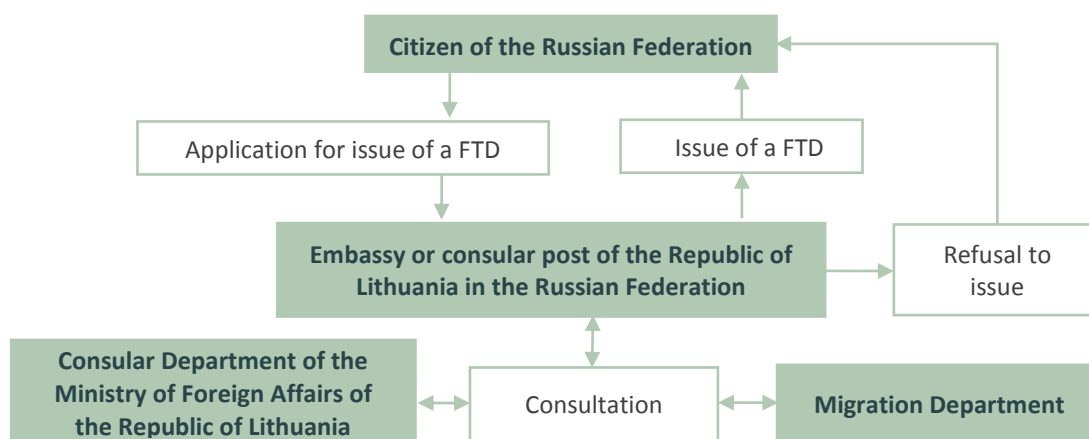 Citizen of the Russian Federation
Application for issue of a FTD
Issue of a FTD
Embassy or consular post of the Republic of
Lithuania in the Russian Federation
Refusal to
issue
Consular Department of the
Ministry of Foreign Affairs of
the Republic of Lithuania
Consultation
Migration Department